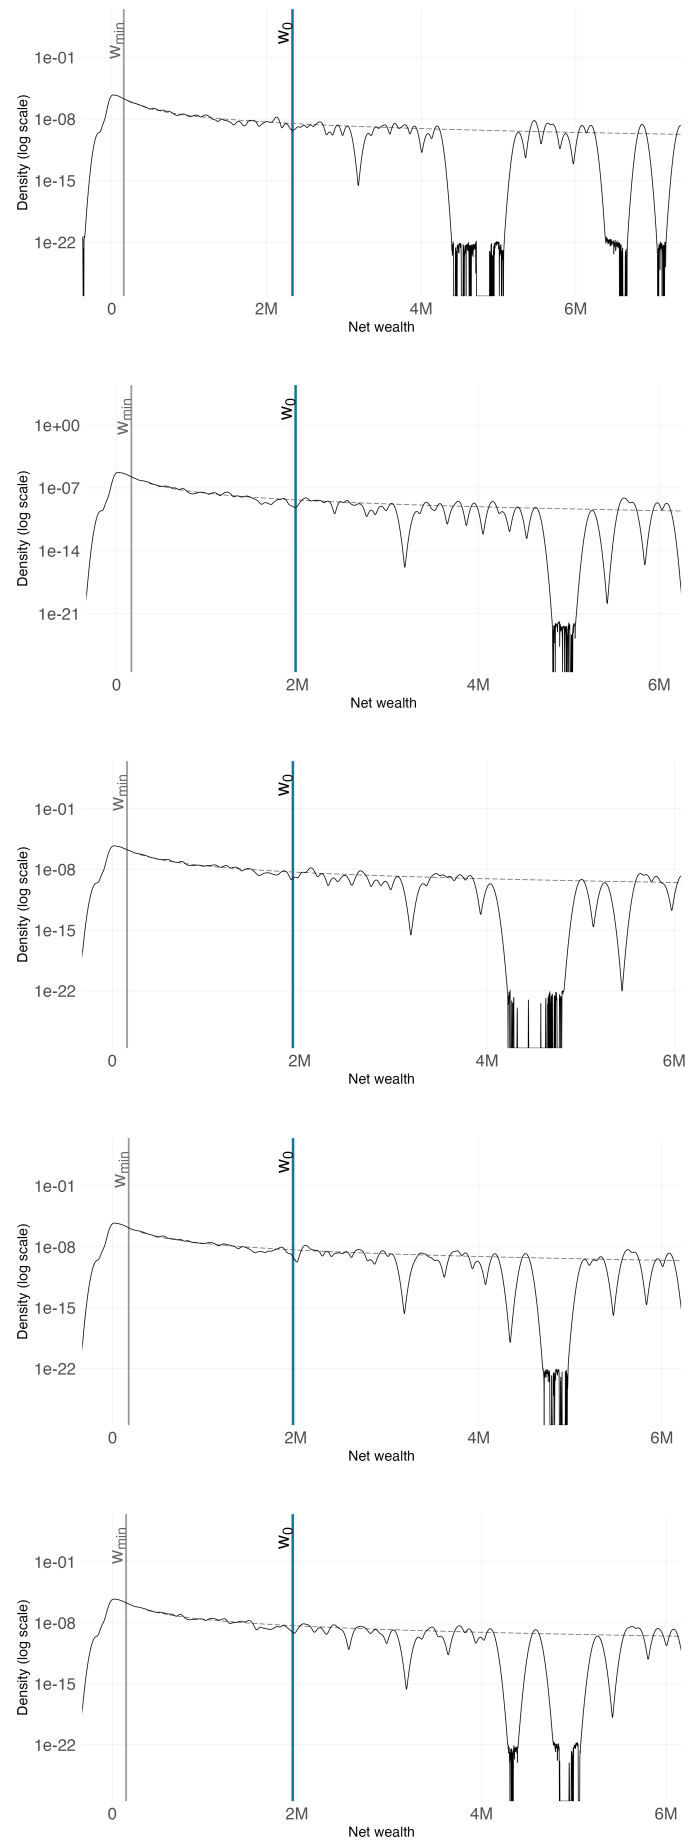 w_min
w_0
1e-01
1e-08
1e-15
1e-22
Density (log scale)
0 2M 4M 6M
Net wealth
w_min
w_0
1e+00
1e-07
1e-14
1e-21
Density (log scale)
0 2M 4M 6M
Net wealth
w_min
w_0
1e-01
1e-08
1e-15
1e-22
Density (log scale)
0 2M 4M 6M
Net wealth
w_min
w_0
1e-01
1e-08
1e-15
1e-22
Density (log scale)
0 2M 4M 6M
Net wealth
w_min
w_0
1e-01
1e-08
1e-15
1e-22
Density (log scale)
0 2M 4M 6M
Net wealth